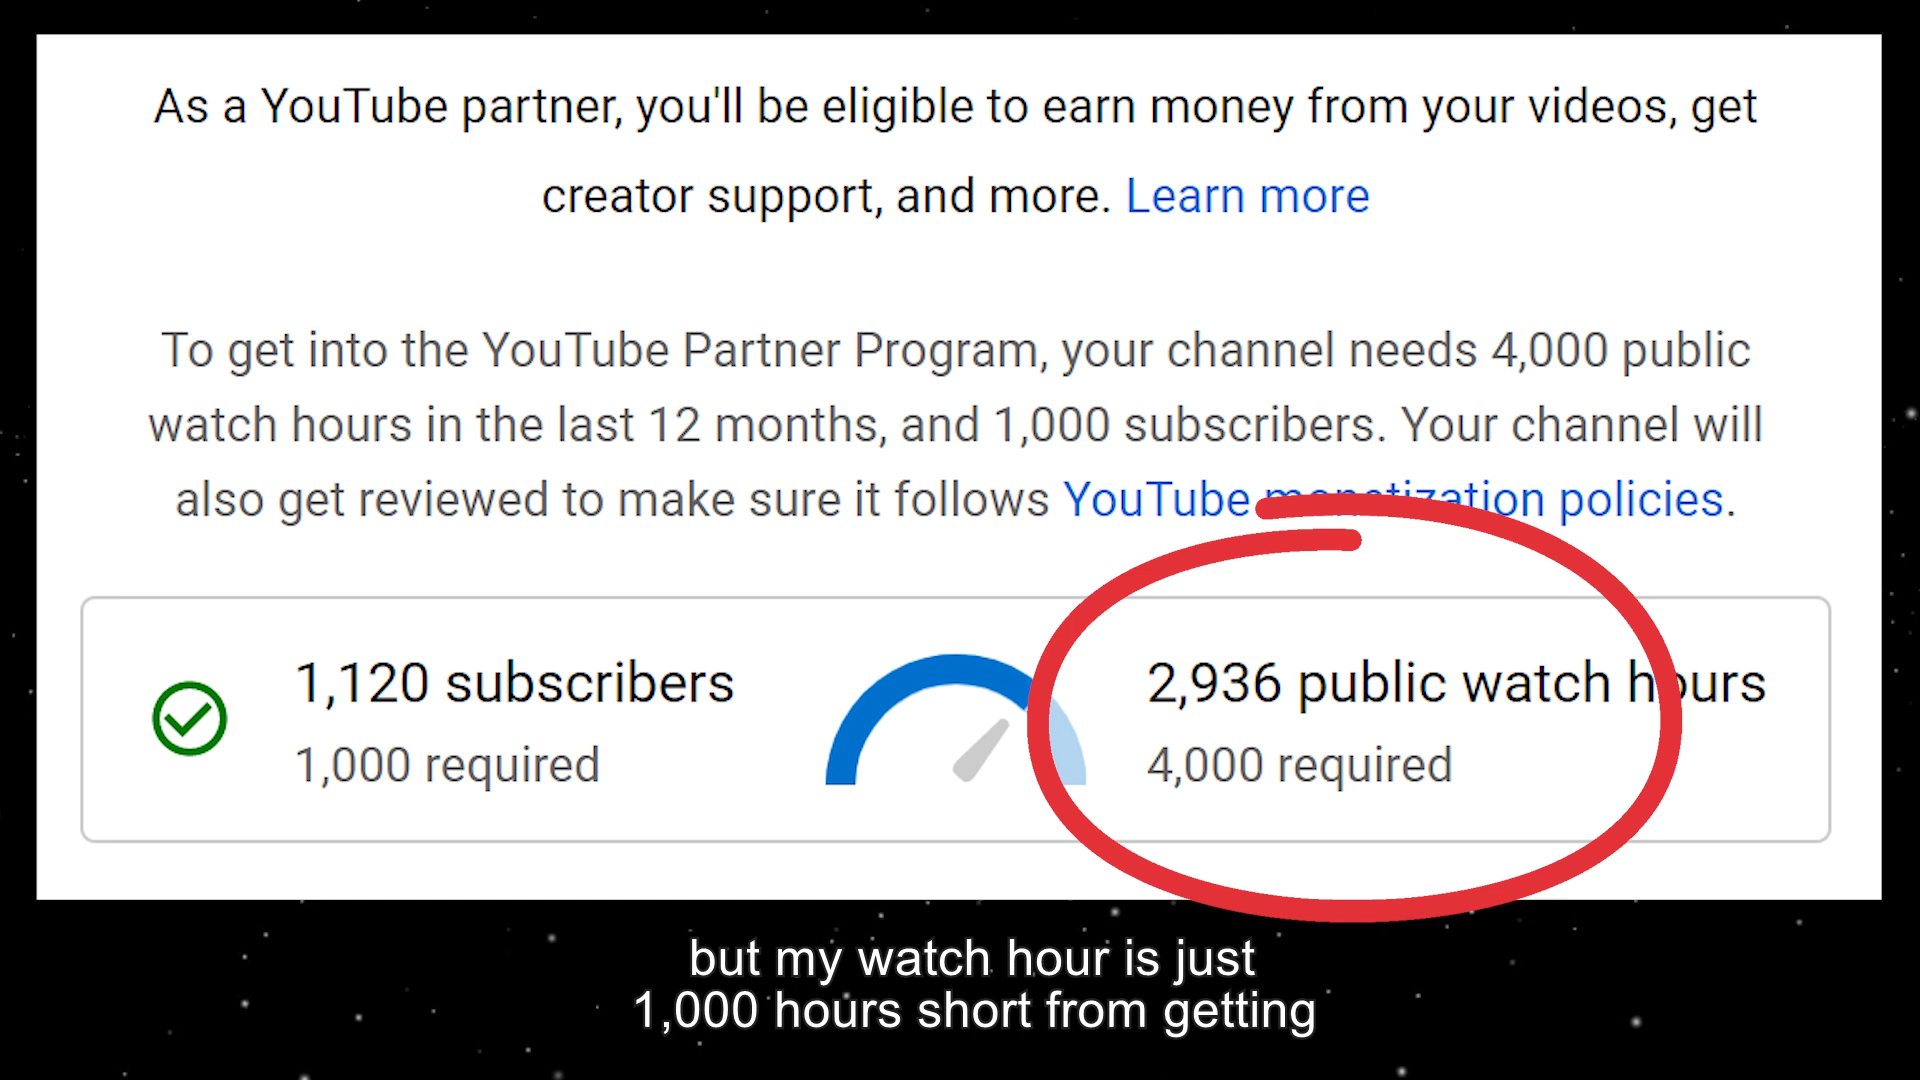 As a YouTube partner, you'll be eligible to earn money from your videos, get
creator support, and more. Learn more
To get into the YouTube Partner Program, your channel needs 4,000 public
watch hours in the last 12 months, and 1,000 subscribers. Your channel will
also get reviewed to make sure it follows YouTube monetization policies.
1,120 subscribers
1,000 required
2,936 public watch hours
4,000 required
but my watch hour is just
1,000 hours short from getting